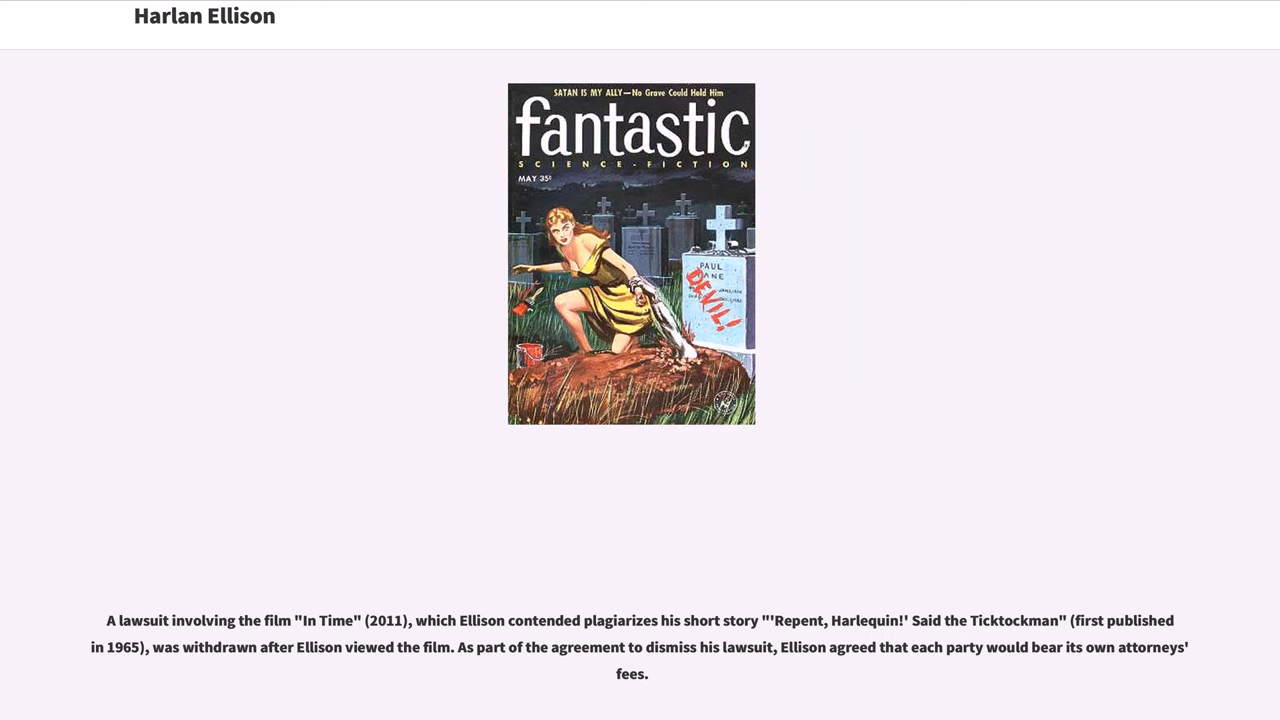 Harlan Ellison
SATAN IS MY ALLY—No Grave Could Hold Him
fantastic
SCIENCE-FICTION
MAY 35¢
PAUL
DEVIL!
A lawsuit involving the film "In Time" (2011), which Ellison contended plagiarizes his short story "'Repent, Harlequin!' Said the Ticktockman" (first published
in 1965), was withdrawn after Ellison viewed the film. As part of the agreement to dismiss his lawsuit, Ellison agreed that each party would bear its own attorneys'
fees.